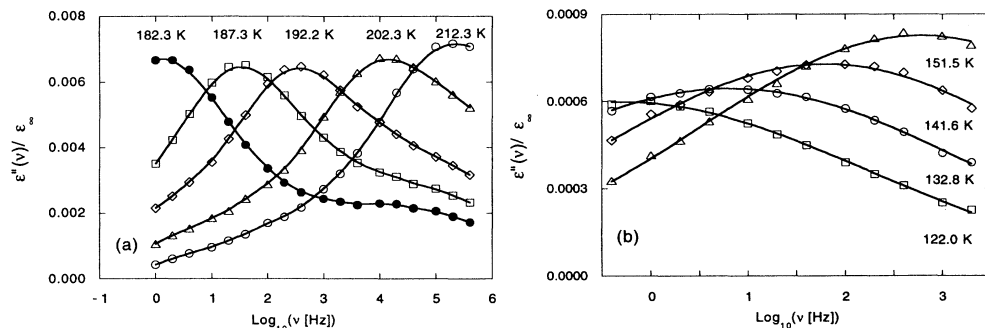 0.008
0.006
0.004
0.002
0.000
ε"(ν)/ ε∞
182.3 K 187.3 K 192.2 K 202.3 K 212.3 K
(a)
- 1 0 1 2 3 4 5 6
Log10(ν [Hz])
0.0009
0.0006
0.0003
0.0000
ε"(ν)/ ε∞
151.5 K
141.6 K
132.8 K
122.0 K
(b)
0 1 2 3
Log10(ν [Hz])